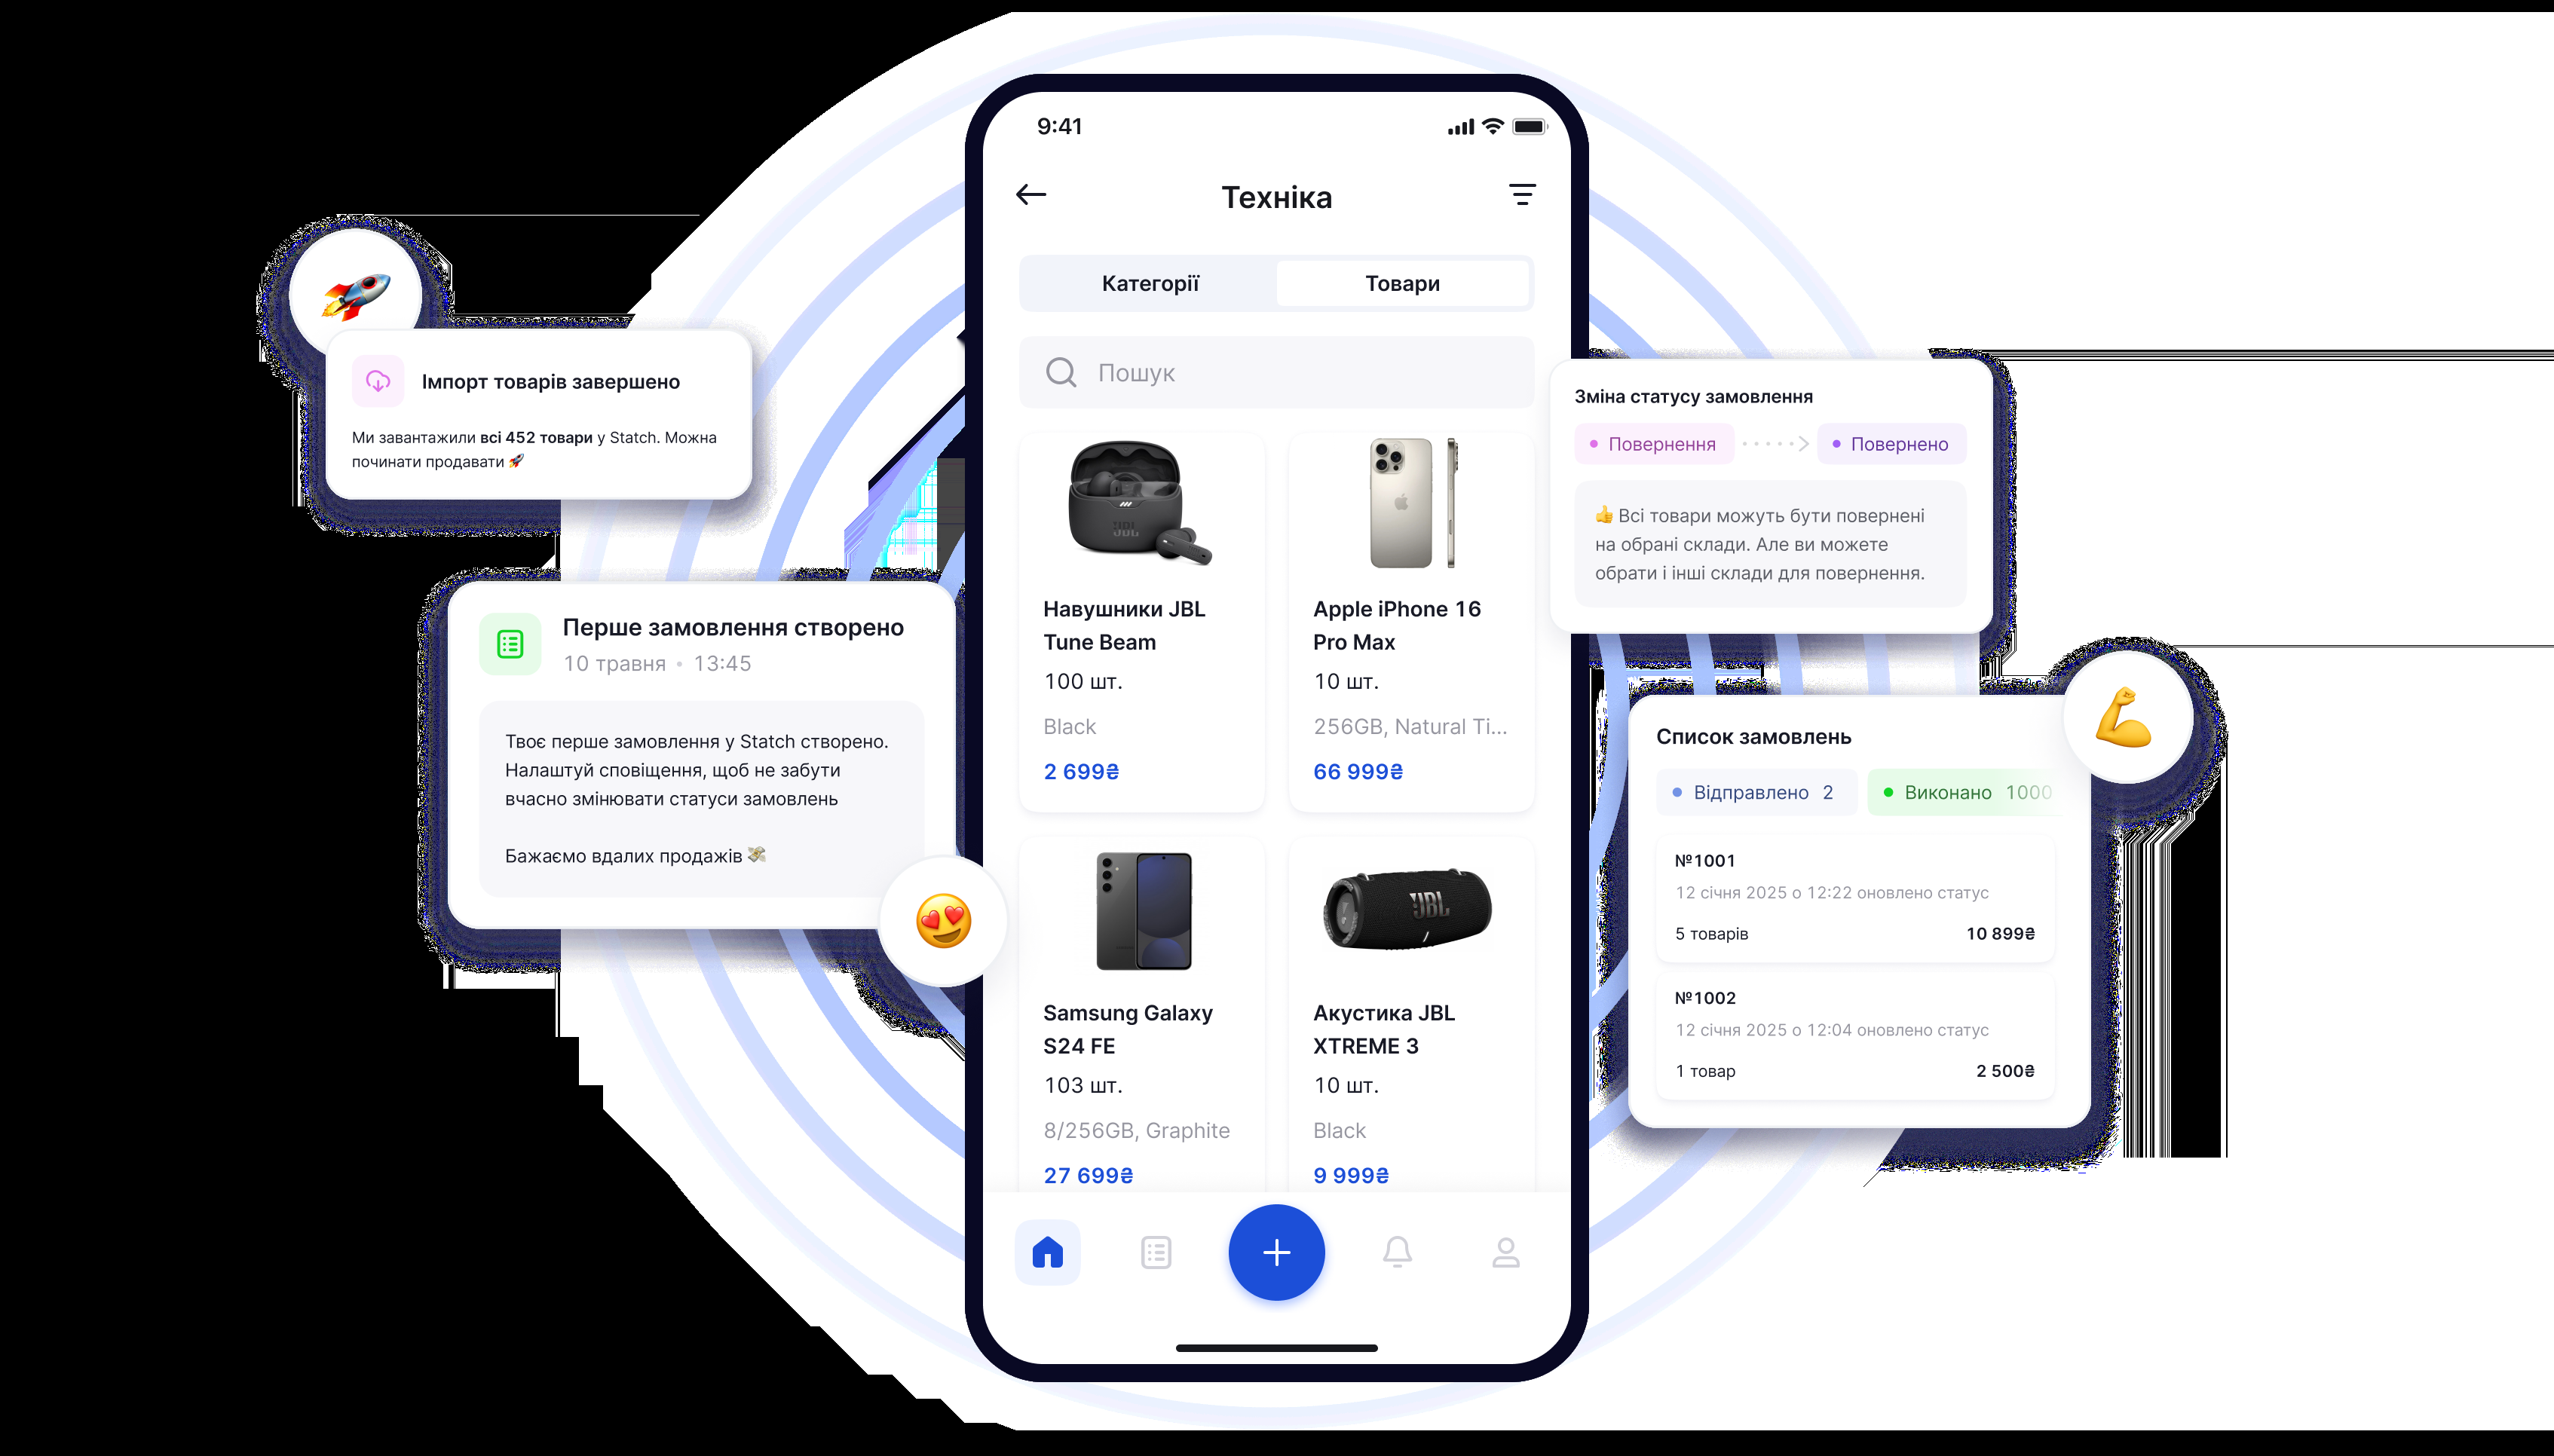 9:41
Техніка
Категорії
Товари
Пошук
JBL
Навушники JBL
Tune Beam
100 шт.
Black
2 699₴
Apple iPhone 16
Pro Max
10 шт.
256GB, Natural Ti...
66 999₴
Samsung Galaxy
S24 FE
103 шт.
8/256GB, Graphite
27 699₴
JBL
Акустика JBL
XTREME 3
10 шт.
Black
9 999₴
Імпорт товарів завершено
Ми завантажили всі 452 товари у Statch. Можна
починати продавати 🚀
Перше замовлення створено
10 травня • 13:45
Твоє перше замовлення у Statch створено.
Налаштуй сповіщення, щоб не забути
вчасно змінювати статуси замовлень
Бажаємо вдалих продажів 💸
Зміна статусу замовлення
Повернення
Повернено
👍 Всі товари можуть бути повернені
на обрані склади. Але ви можете
обрати і інші склади для повернення.
Список замовлень
Відправлено 2
Виконано 1000
№1001
12 січня 2025 о 12:22 оновлено статус
5 товарів 10 899₴
№1002
12 січня 2025 о 12:04 оновлено статус
1 товар 2 500₴